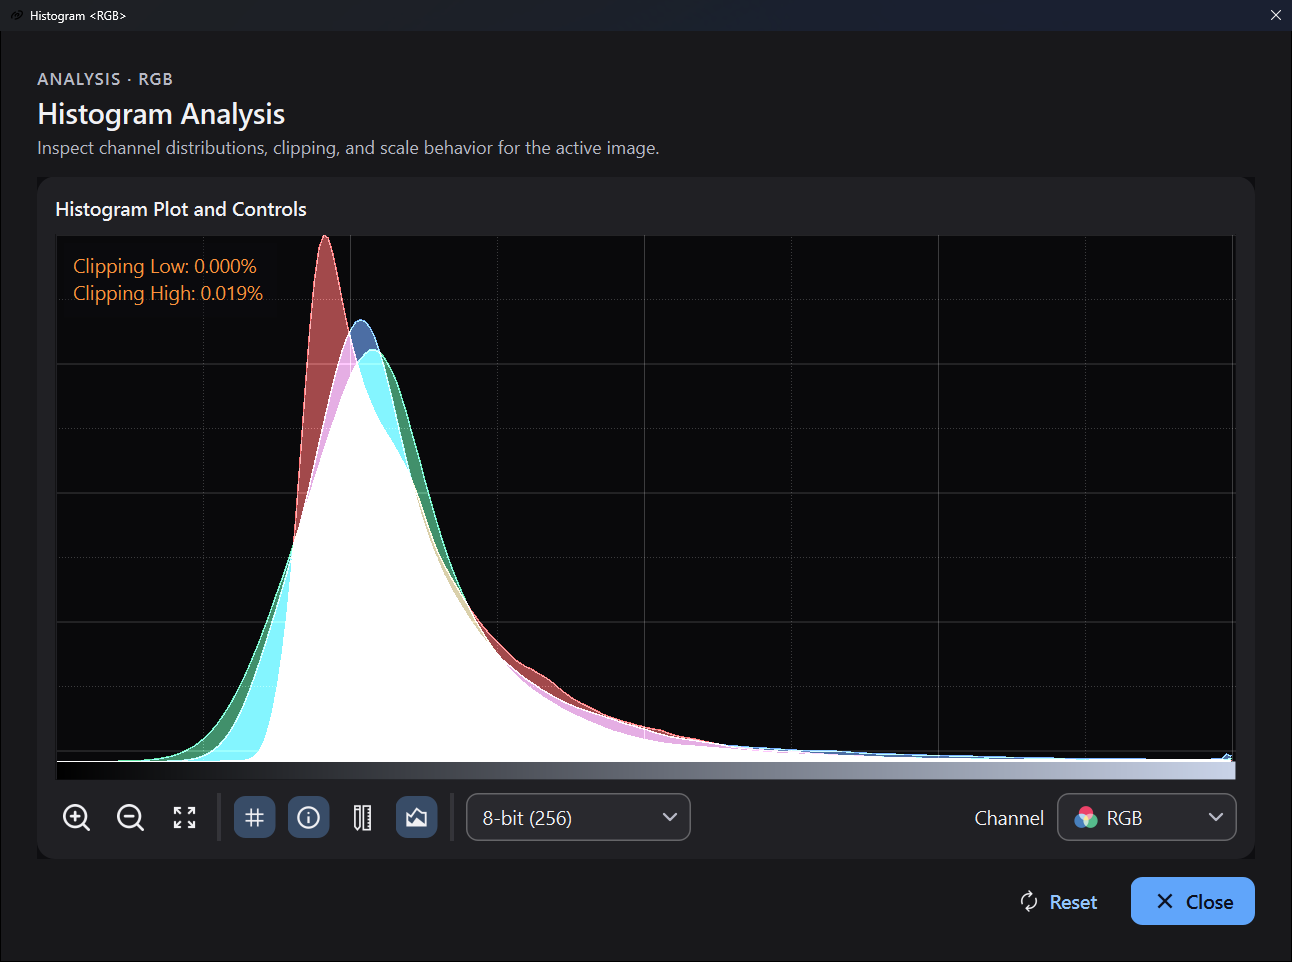 Histogram <RGB>
ANALYSIS · RGB
Histogram Analysis
Inspect channel distributions, clipping, and scale behavior for the active image.
Histogram Plot and Controls
Clipping Low: 0.000%
Clipping High: 0.019%
8-bit (256)
Channel
RGB
Reset
Close